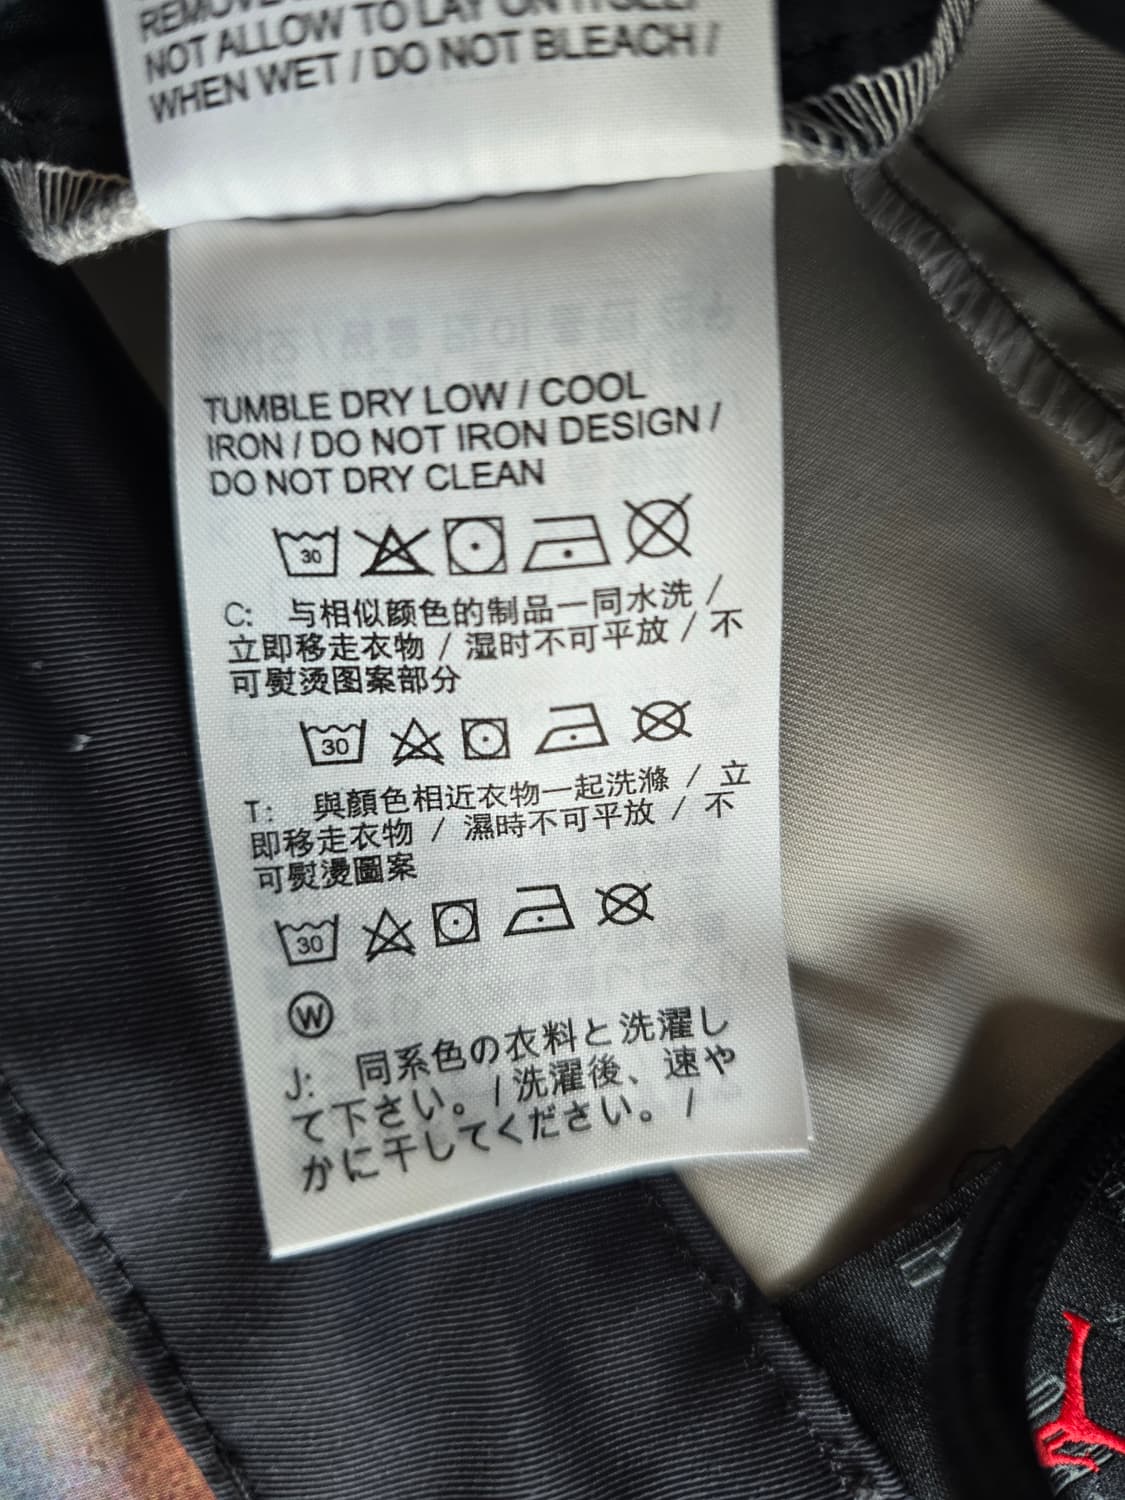 REMOVE
NOT ALLOW TO LAY ON ITSELF
WHEN WET / DO NOT BLEACH /
TUMBLE DRY LOW / COOL
IRON / DO NOT IRON DESIGN /
DO NOT DRY CLEAN
30
C: 与相似颜色的制品一同水洗 /
立即移走衣物 / 湿时不可平放 / 不
可熨烫图案部分
30
T: 與顏色相近衣物一起洗滌 / 立
即移走衣物 / 濕時不可平放 / 不
可熨燙圖案
30
W
J: 同系色の衣料と洗濯し
て下さい。/ 洗濯後、速や
かに干してください。/